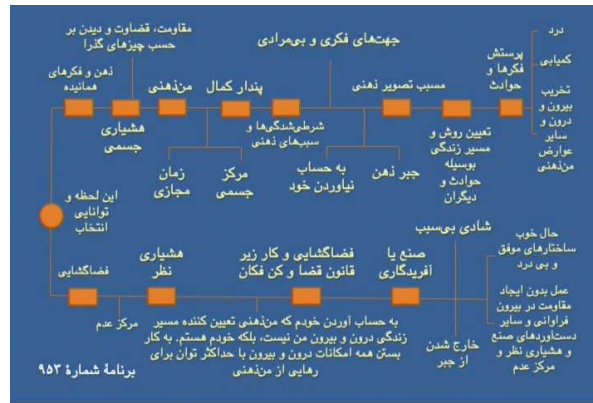 مقاومت، قضاوت و دیدن بر
حسب چیزهای گذرا
ذهن و فکرهای
همانیده
هشیاری
جسمی
من‌ذهنی
پندار کمال
جهت‌های فکری و بی‌مرادی
شرطی‌شدگی‌ها و
سبب‌های ذهنی
مسبب تصویر ذهنی
تعیین روش و
مسیر زندگی
بوسیله
حوادث و
دیگران
پرستش
فکرها و
حوادث
درد
کمیابی
تخریب
بیرون و
درون و
سایر
عوارض
من‌ذهنی
زمان
مجازی
مرکز
جسمی
به حساب
نیاوردن خود
جبر ذهن
این لحظه و
توانایی
انتخاب
فضاگشایی
مرکز عدم
هشیاری
نظر
فضاگشایی و کار زیر
قانون قضا و کن فکان
به حساب آوردن خودم که من‌ذهنی تعیین کننده مسیر
زندگی درون و بیرون من نیست، بلکه خودم هستم. به کار
بستن همه امکانات درون و بیرون با حداکثر توان برای
رهایی از من‌ذهنی
صنع یا
آفریدگاری
شادی بی‌سبب
خارج شدن
از جبر
حال خوب
ساختارهای موفق
و بی درد
عمل بدون ایجاد
مقاومت در بیرون
فراوانی و سایر
دست‌آوردهای صنع
و هشیاری نظر و
مرکز عدم
برنامهٔ شمارهٔ ۹۵۳